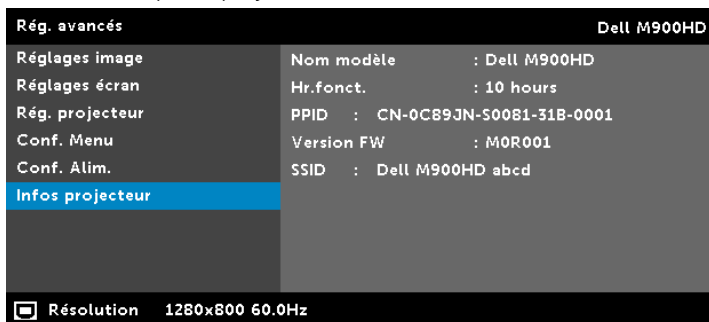 Rég. avancés Dell M900HD
Réglages image
Réglages écran
Rég. projecteur
Conf. Menu
Conf. Alim.
Infos projecteur
Nom modèle : Dell M900HD
Hr.fonct. : 10 hours
PPID : CN-0C89JN-S0081-31B-0001
Version FW : M0R001
SSID : Dell M900HD abcd
Résolution 1280x800 60.0Hz